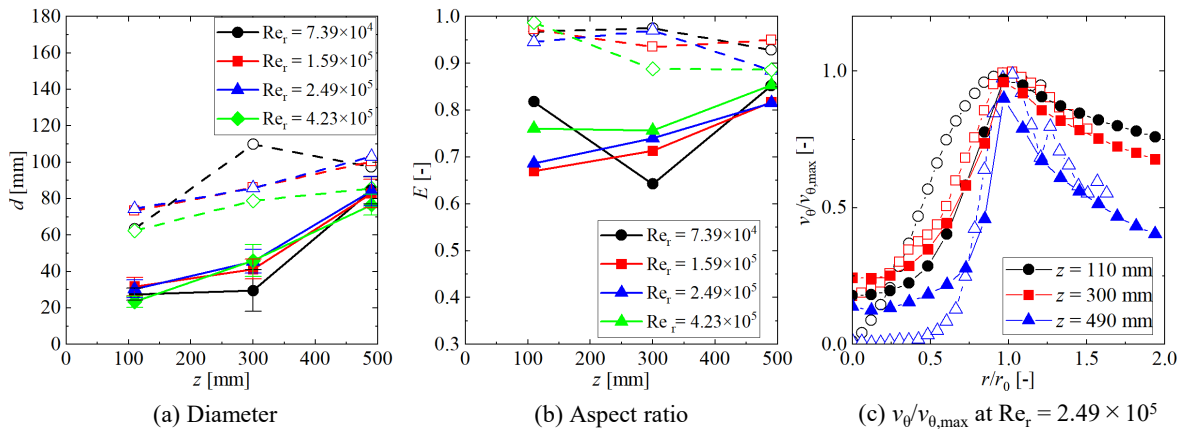 180
160
140
120
100
80
60
40
20
0
d [mm]
0 100 200 300 400 500
z [mm]
Re_r = 7.39×10^4
Re_r = 1.59×10^5
Re_r = 2.49×10^5
Re_r = 4.23×10^5
(a) Diameter
1.0
0.9
0.8
0.7
0.6
0.5
0.4
0.3
E [-]
0 100 200 300 400 500
z [mm]
Re_r = 7.39×10^4
Re_r = 1.59×10^5
Re_r = 2.49×10^5
Re_r = 4.23×10^5
(b) Aspect ratio
1.0
0.5
0.0
v_θ/v_θ,max
0.0 0.5 1.0 1.5 2.0
r/r_0 [-]
z = 110 mm
z = 300 mm
z = 490 mm
(c) v_θ/v_θ,max at Re_r = 2.49 × 10^5